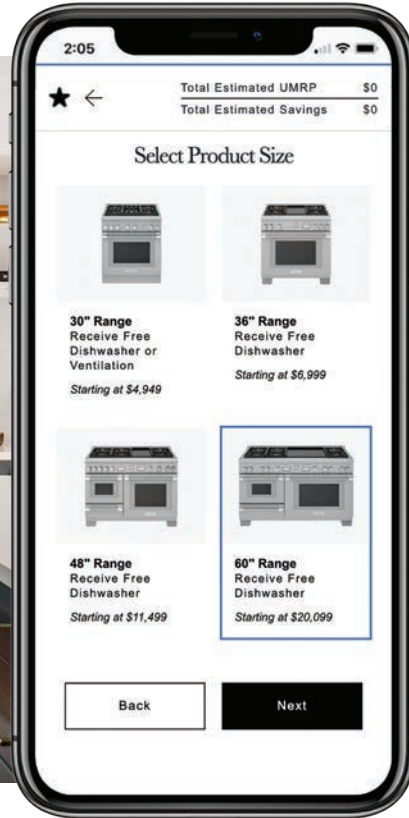 2:05
Total Estimated UMRP $0
Total Estimated Savings $0
Select Product Size
30" Range
Receive Free
Dishwasher or
Ventilation
Starting at $4,949
36" Range
Receive Free
Dishwasher
Starting at $6,999
48" Range
Receive Free
Dishwasher
Starting at $11,499
60" Range
Receive Free
Dishwasher
Starting at $20,099
Back
Next